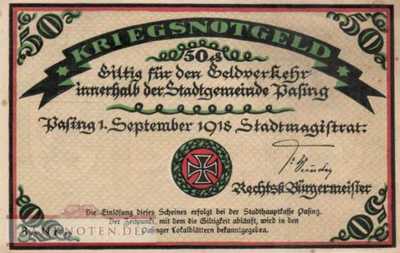 50 50
KRIEGSNOTGELD
50 ₰
Giltig für den Geldverkehr
innerhalb der Stadtgemeinde Pasing
Pasing 1. September 1918 Stadtmagistrat:
Rechtsk. Bürgermeister
Die Einlösung dieses Scheines erfolgt bei der Stadthauptkasse Pasing.
Der Zeitpunkt, mit dem die Giltigkeit abläuft, wird in den
Pasinger Lokalblättern bekanntgegeben.
50 50
BANKNOTEN.DE